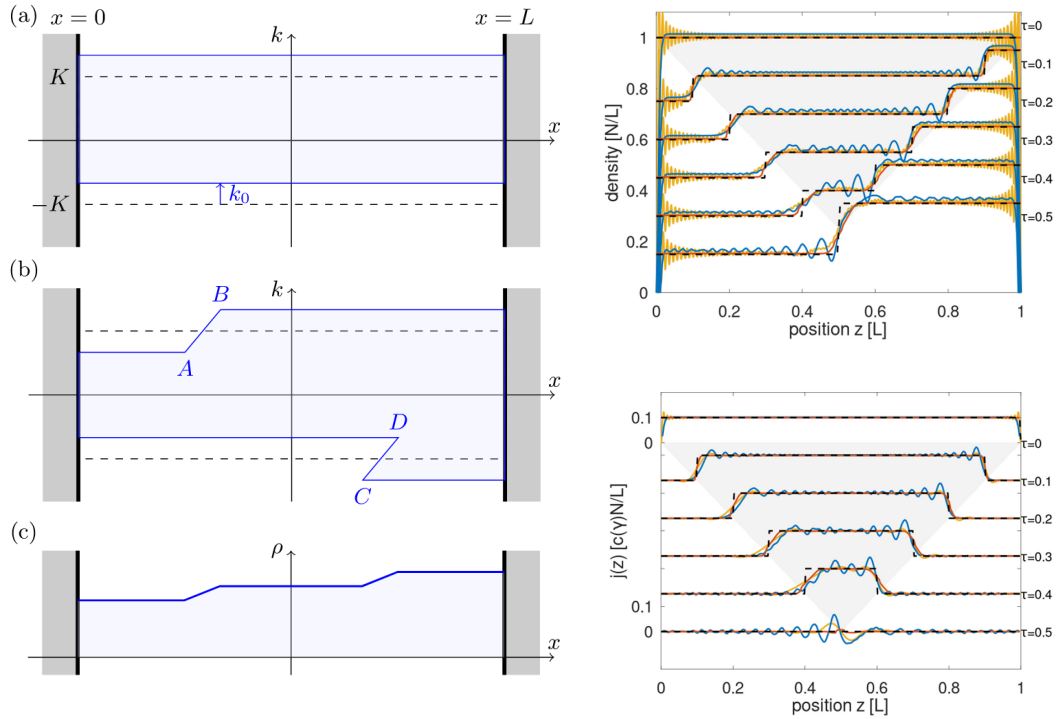 (a)
x = 0
x = L
k
K
x
−K
k₀
(b)
k
B
A
x
D
C
(c)
ρ
x
density [N/L]
1
0.8
0.6
0.4
0.2
0
0 0.2 0.4 0.6 0.8 1
position z [L]
τ=0
τ=0.1
τ=0.2
τ=0.3
τ=0.4
τ=0.5
j(z) [c(γ)N/L]
0.1
0
0.1
0
0 0.2 0.4 0.6 0.8 1
position z [L]
τ=0
τ=0.1
τ=0.2
τ=0.3
τ=0.4
τ=0.5